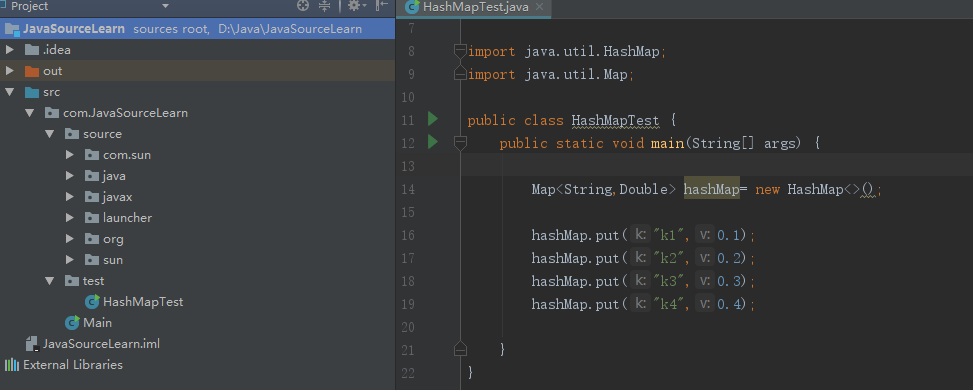 Project
JavaSourceLearn sources root, D:\Java\JavaSourceLearn
.idea
out
src
com.JavaSourceLearn
source
com.sun
java
javax
launcher
org
sun
test
HashMapTest
Main
JavaSourceLearn.iml
External Libraries
HashMapTest.java
7
8 import java.util.HashMap;
9 import java.util.Map;
10
11 public class HashMapTest {
12 public static void main(String[] args) {
13
14 Map<String,Double> hashMap= new HashMap<>();
15
16 hashMap.put( k: "k1", v: 0.1);
17 hashMap.put( k: "k2", v: 0.2);
18 hashMap.put( k: "k3", v: 0.3);
19 hashMap.put( k: "k4", v: 0.4);
20
21 }
22 }